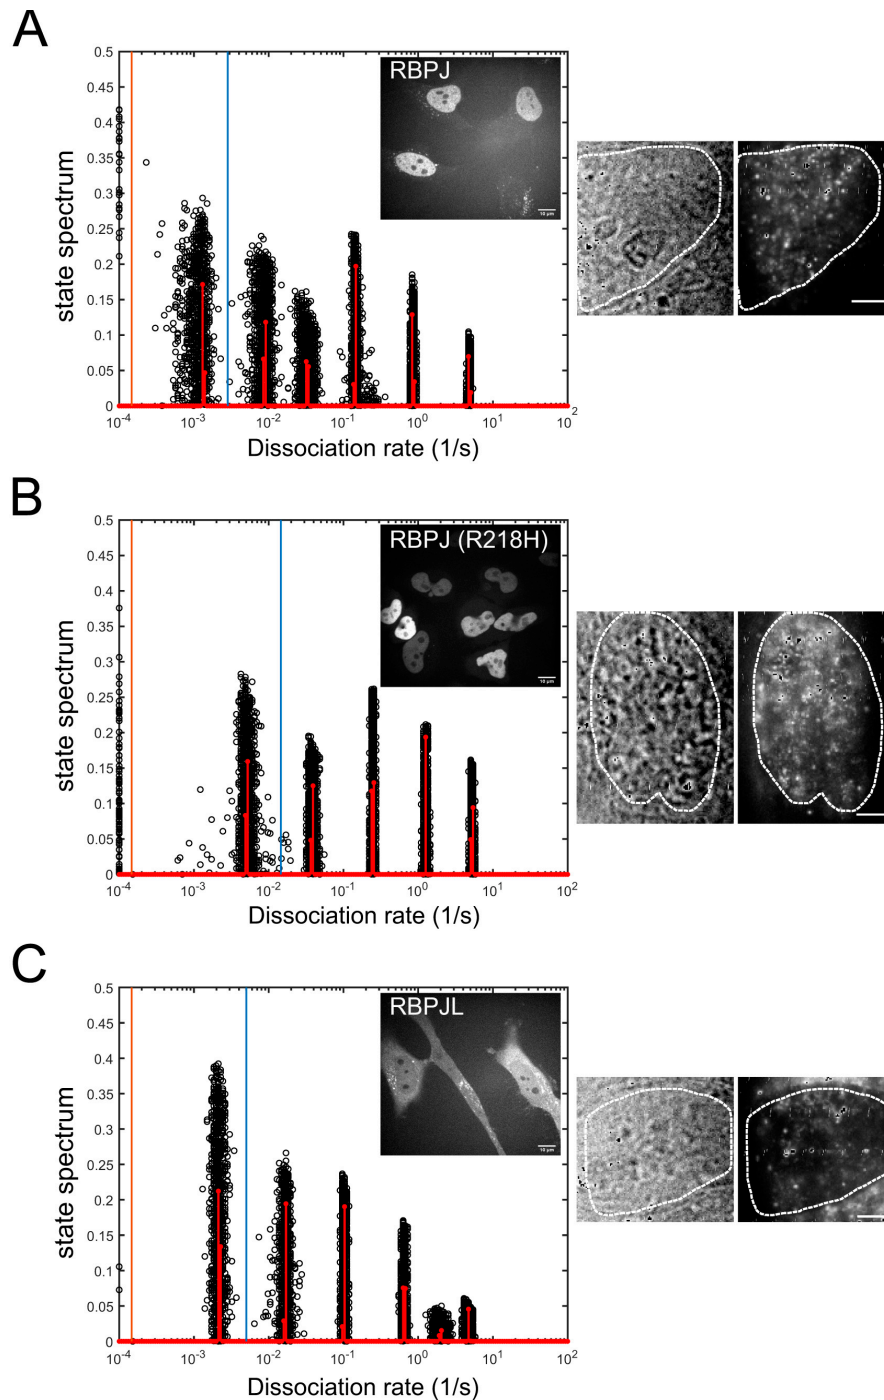 A
RBPJ
10 µm
0.5
0.45
0.4
0.35
0.3
0.25
0.2
0.15
0.1
0.05
0
state spectrum
10^-4 10^-3 10^-2 10^-1 10^0 10^1 10^2
Dissociation rate (1/s)
B
RBPJ (R218H)
10 µm
0.5
0.45
0.4
0.35
0.3
0.25
0.2
0.15
0.1
0.05
0
state spectrum
10^-4 10^-3 10^-2 10^-1 10^0 10^1 10^2
Dissociation rate (1/s)
C
RBPJL
10 µm
0.5
0.45
0.4
0.35
0.3
0.25
0.2
0.15
0.1
0.05
0
state spectrum
10^-4 10^-3 10^-2 10^-1 10^0 10^1 10^2
Dissociation rate (1/s)